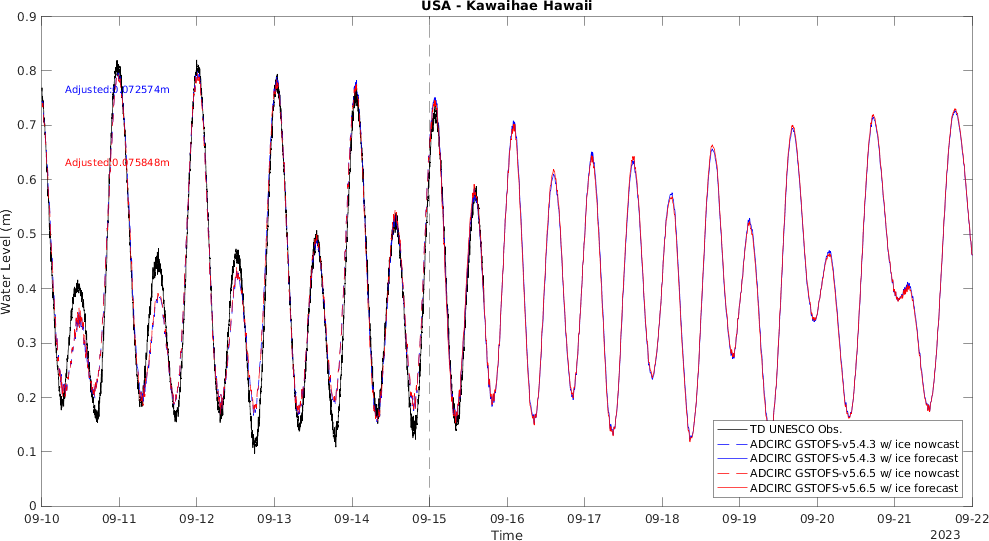 USA - Kawaihae Hawaii
0.9
0.8
Adjusted:0.072574m
0.7
Adjusted:0.075848m
0.6
0.5
Water Level (m)
0.4
0.3
0.2
0.1
0
TD UNESCO Obs.
ADCIRC GSTOFS-v5.4.3 w/ ice nowcast
ADCIRC GSTOFS-v5.4.3 w/ ice forecast
ADCIRC GSTOFS-v5.6.5 w/ ice nowcast
ADCIRC GSTOFS-v5.6.5 w/ ice forecast
09-10 09-11 09-12 09-13 09-14 09-15 09-16 09-17 09-18 09-19 09-20 09-21 09-22
Time
2023